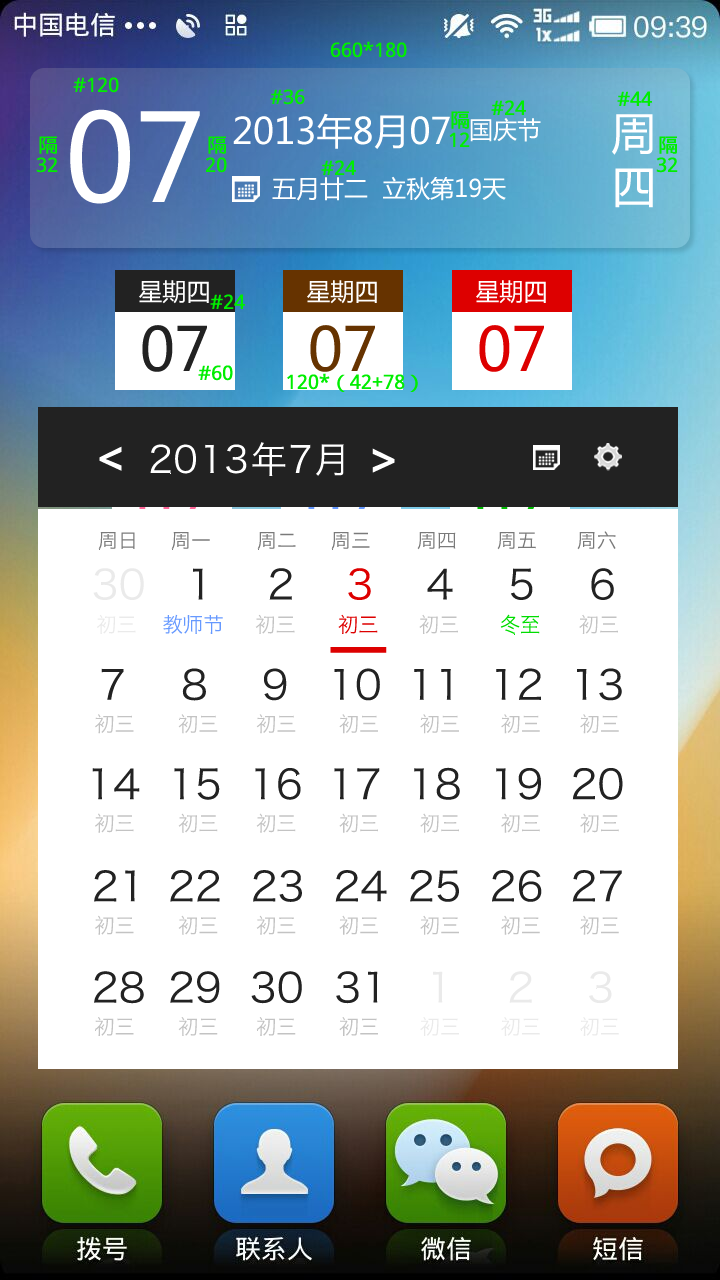 中国电信 ••• 3G 1x 09:39
660*180
#120 #36 #24 #44
隔32 07 隔20 2013年8月07 隔12 国庆节 周四 隔32
#24
五月廿二 立秋第19天
星期四 星期四 星期四
#24
07 07 07
#60
120*（42+78）
< 2013年7月 >
周日 周一 周二 周三 周四 周五 周六
30 1 2 3 4 5 6
初三 教师节 初三 初三 初三 冬至 初三
7 8 9 10 11 12 13
初三 初三 初三 初三 初三 初三 初三
14 15 16 17 18 19 20
初三 初三 初三 初三 初三 初三 初三
21 22 23 24 25 26 27
初三 初三 初三 初三 初三 初三 初三
28 29 30 31 1 2 3
初三 初三 初三 初三 初三 初三 初三
拨号 联系人 微信 短信